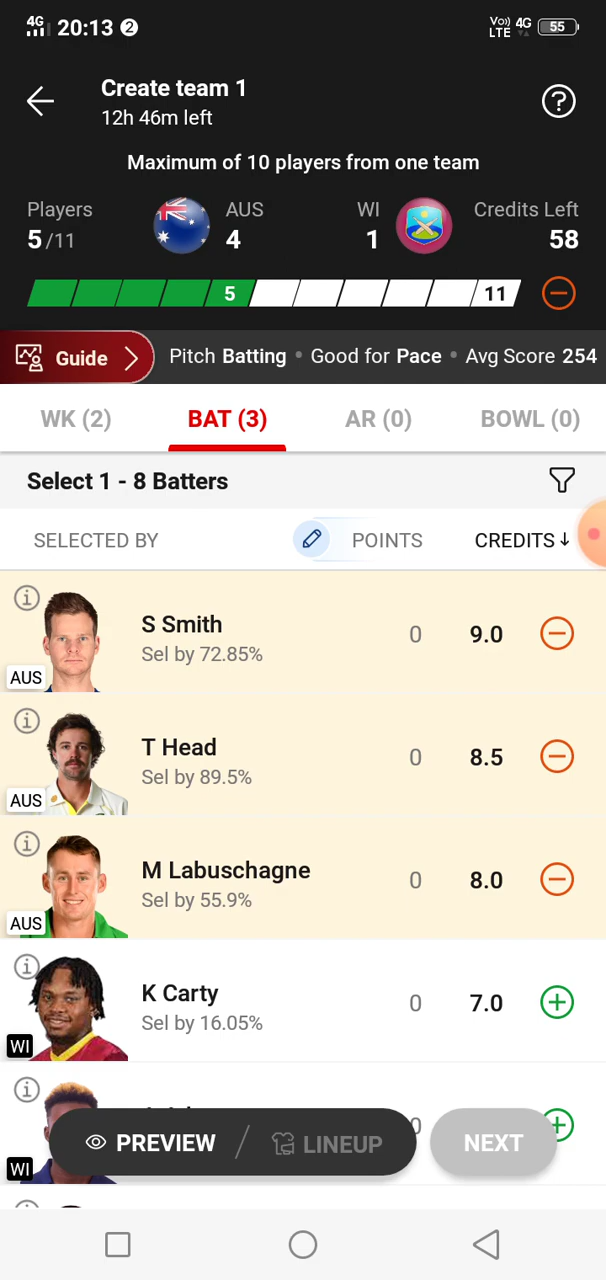 4G 20:13 2 Vo)) LTE 4G 55
Create team 1
12h 46m left
?
Maximum of 10 players from one team
Players AUS WI Credits Left
5/11 4 1 58
5 11
Guide Pitch Batting • Good for Pace • Avg Score 254
WK (2) BAT (3) AR (0) BOWL (0)
Select 1 - 8 Batters
SELECTED BY POINTS CREDITS ↓
i
S Smith 0 9.0
Sel by 72.85%
AUS
i
T Head 0 8.5
Sel by 89.5%
AUS
i
M Labuschagne 0 8.0
Sel by 55.9%
AUS
i
K Carty 0 7.0
Sel by 16.05%
WI
i
0
PREVIEW / LINEUP NEXT
WI